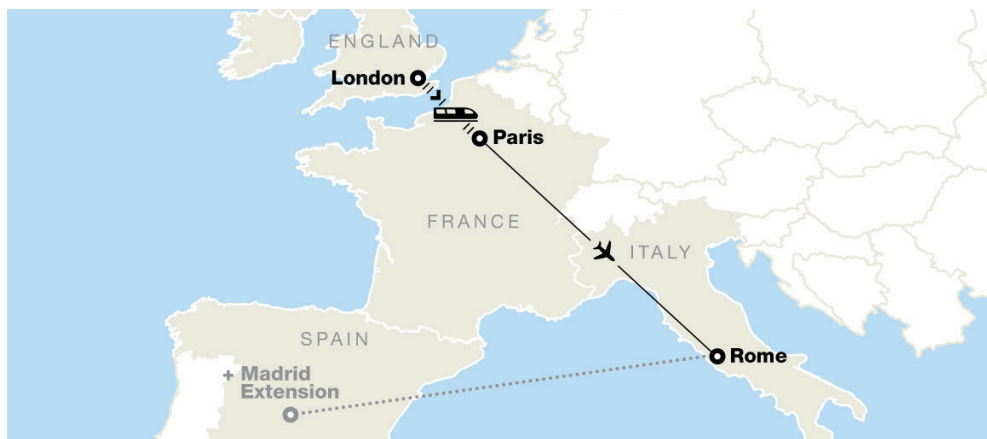 ENGLAND
London
Paris
FRANCE
ITALY
SPAIN
Rome
+ Madrid
Extension